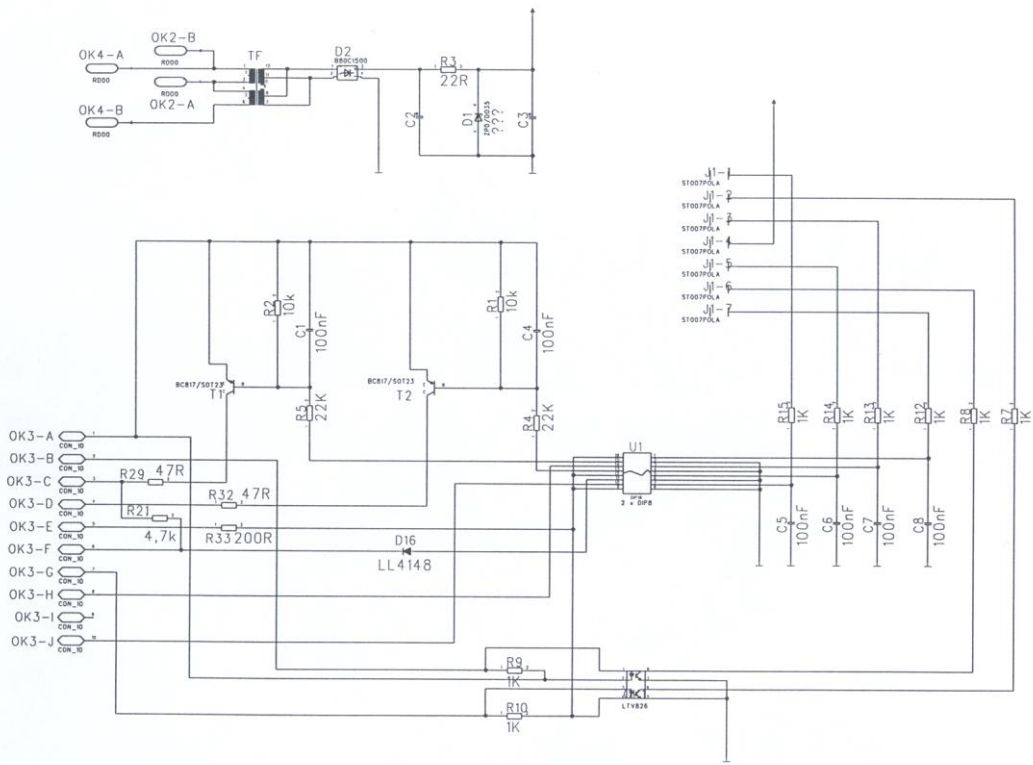 OK2-B
RD00
OK4-A
RD00
RD00
OK2-A
OK4-B
RD00
TF
D2
B80C1500
R3
22R
C2
D1
ZPD/DO35
???
C3
J1-1
ST007POLA
J1-2
ST007POLA
J1-3
ST007POLA
J1-4
ST007POLA
J1-5
ST007POLA
J1-6
ST007POLA
J1-7
ST007POLA
R2
10k
C1
100nF
R1
10k
C4
100nF
BC817/SOT23
T1
BC817/SOT23
T2
R5
22K
R4
22K
R15
1K
R14
1K
R13
1K
R12
1K
R8
1K
R7
1K
U1
DIP16
2 x DIP8
OK3-A
CON_10
OK3-B
CON_10
OK3-C
CON_10
OK3-D
CON_10
OK3-E
CON_10
OK3-F
CON_10
OK3-G
CON_10
OK3-H
CON_10
OK3-I
CON_10
OK3-J
CON_10
R29
47R
R32
47R
R21
4,7k
R33
200R
D16
LL4148
C5
100nF
C6
100nF
C7
100nF
C8
100nF
R9
1K
R10
1K
LTV826